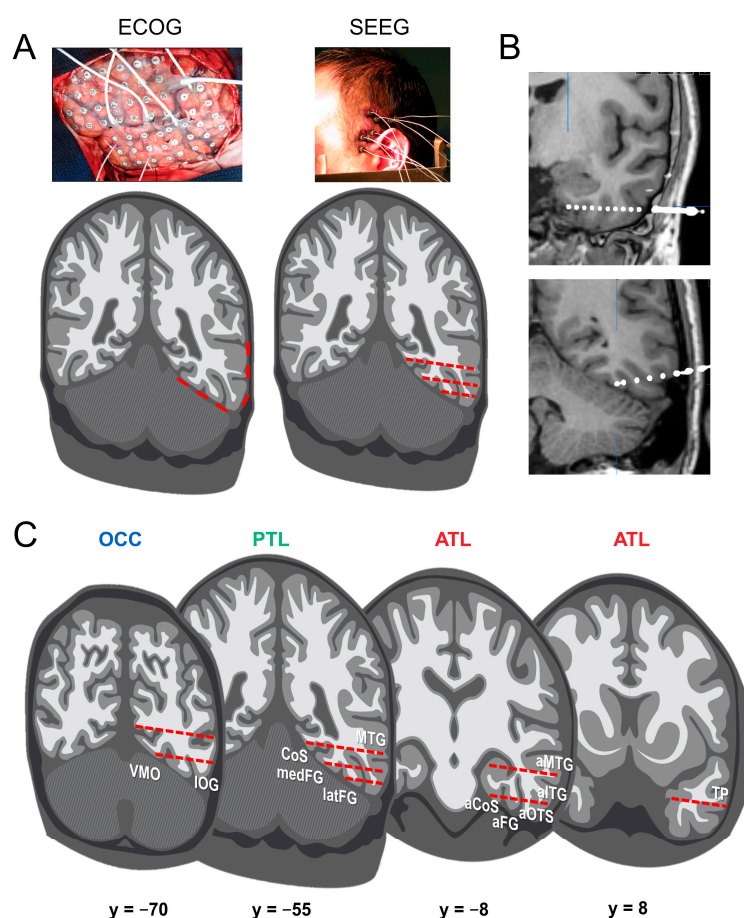 A
ECOG
SEEG
B
C
OCC
PTL
ATL
ATL
VMO
IOG
CoS
medFG
latFG
MTG
aMTG
aITG
aCoS
aOTS
aFG
TP
y = −70
y = −55
y = −8
y = 8